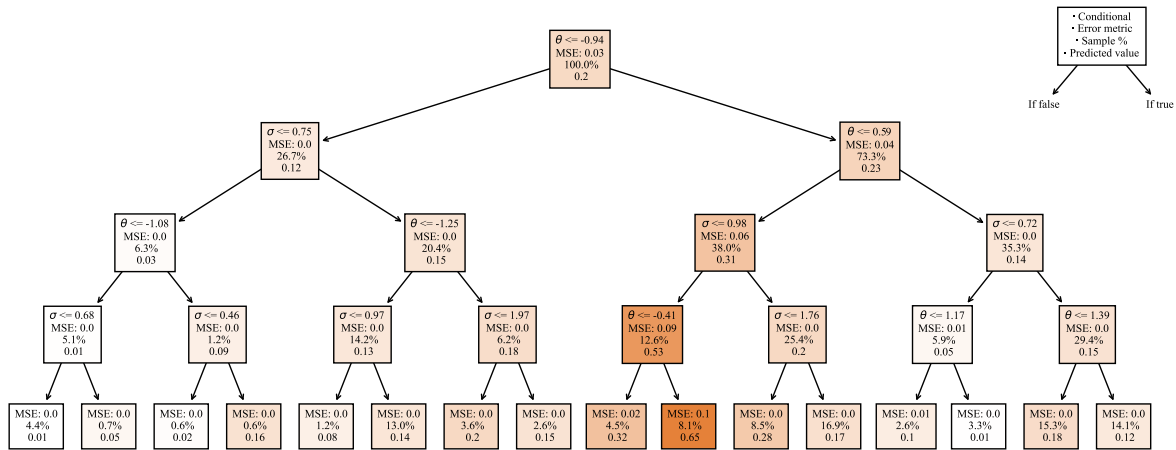 · Conditional
· Error metric
· Sample %
· Predicted value
If false
If true
θ <= -0.94
MSE: 0.03
100.0%
0.2
σ <= 0.75
MSE: 0.0
26.7%
0.12
θ <= 0.59
MSE: 0.04
73.3%
0.23
θ <= -1.08
MSE: 0.0
6.3%
0.03
θ <= -1.25
MSE: 0.0
20.4%
0.15
σ <= 0.98
MSE: 0.06
38.0%
0.31
σ <= 0.72
MSE: 0.0
35.3%
0.14
σ <= 0.68
MSE: 0.0
5.1%
0.01
σ <= 0.46
MSE: 0.0
1.2%
0.09
σ <= 0.97
MSE: 0.0
14.2%
0.13
σ <= 1.97
MSE: 0.0
6.2%
0.18
θ <= -0.41
MSE: 0.09
12.6%
0.53
σ <= 1.76
MSE: 0.0
25.4%
0.2
θ <= 1.17
MSE: 0.01
5.9%
0.05
θ <= 1.39
MSE: 0.0
29.4%
0.15
MSE: 0.0
4.4%
0.01
MSE: 0.0
0.7%
0.05
MSE: 0.0
0.6%
0.02
MSE: 0.0
0.6%
0.16
MSE: 0.0
1.2%
0.08
MSE: 0.0
13.0%
0.14
MSE: 0.0
3.6%
0.2
MSE: 0.0
2.6%
0.15
MSE: 0.02
4.5%
0.32
MSE: 0.1
8.1%
0.65
MSE: 0.0
8.5%
0.28
MSE: 0.0
16.9%
0.17
MSE: 0.01
2.6%
0.1
MSE: 0.0
3.3%
0.01
MSE: 0.0
15.3%
0.18
MSE: 0.0
14.1%
0.12